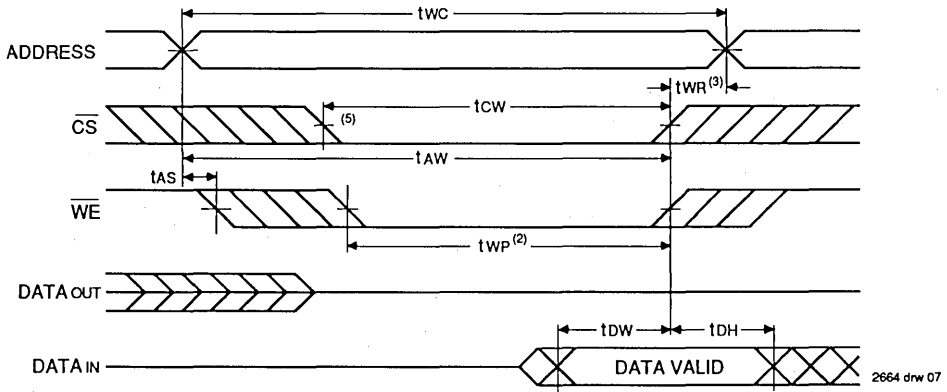 tWC
ADDRESS
tWR(3)
tCW
CS
(5)
tAW
tAS
WE
tWP(2)
DATA OUT
tDW
tDH
DATA IN
DATA VALID
2664 drw 07